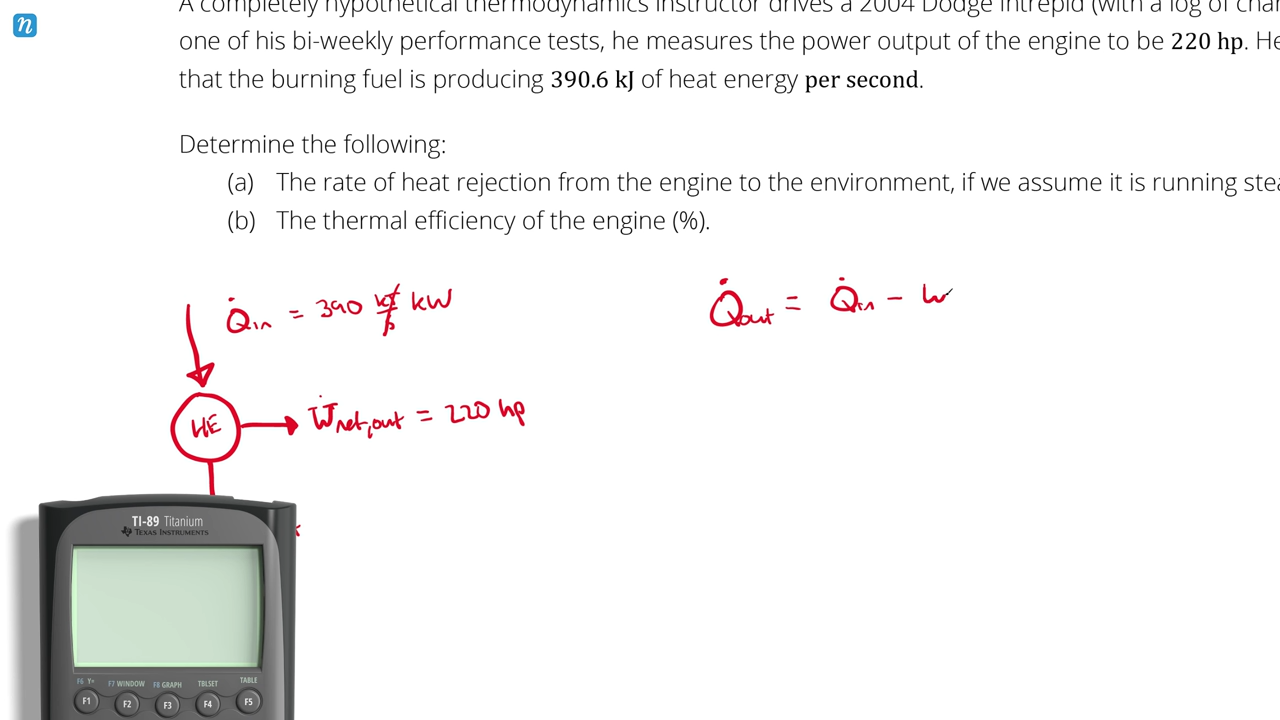 n
A completely hypothetical thermodynamics instructor drives a 2004 Dodge Intrepid (with a log of
one of his bi-weekly performance tests, he measures the power output of the engine to be 220 hp. He
that the burning fuel is producing 390.6 kJ of heat energy per second.
Determine the following:
(a) The rate of heat rejection from the engine to the environment, if we assume it is running
(b) The thermal efficiency of the engine (%).
Q̇in = 390 kJ/s kW
Q̇out = Q̇in - W
HE
Ẇnet,out = 220 hp
TI-89 Titanium
TEXAS INSTRUMENTS
F6 Y+ F7 WINDOW F8 GRAPH TBLSET TABLE
F1 F2 F3 F4 F5